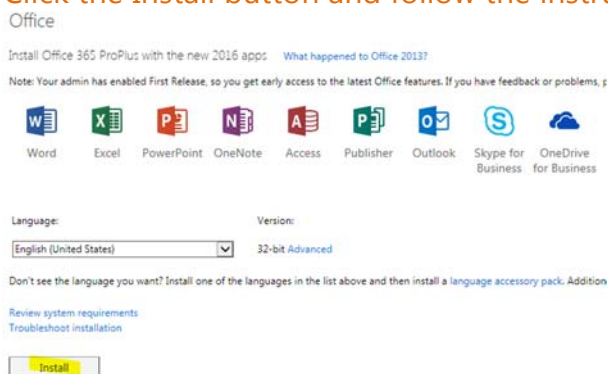 Click the Install button and follow the instru
Office
Install Office 365 ProPlus with the new 2016 apps What happened to Office 2013?
Note: Your admin has enabled First Release, so you get early access to the latest Office features. If you have feedback or problems, p
Word Excel PowerPoint OneNote Access Publisher Outlook Skype for Business OneDrive for Business
Language: Version:
English (United States) 32-bit Advanced
Don't see the language you want? Install one of the languages in the list above and then install a language accessory pack. Addition
Review system requirements
Troubleshoot installation
Install